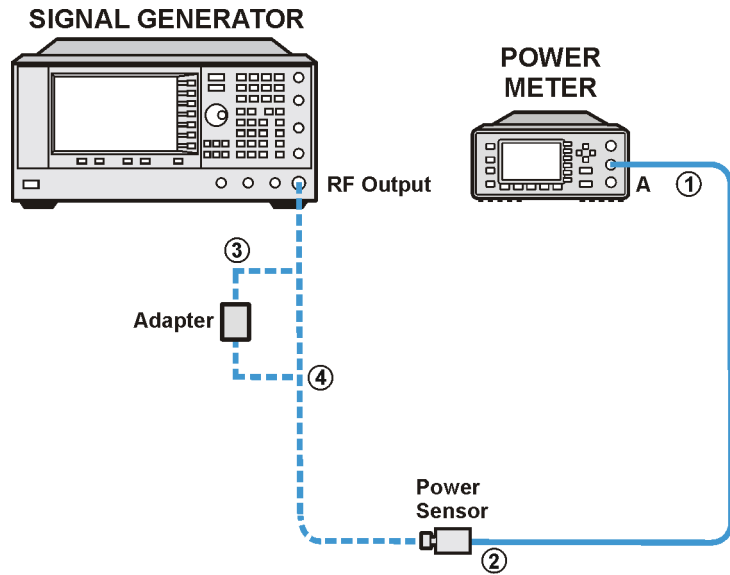 SIGNAL GENERATOR
POWER
METER
RF Output
A
①
③
Adapter
④
Power
Sensor
②